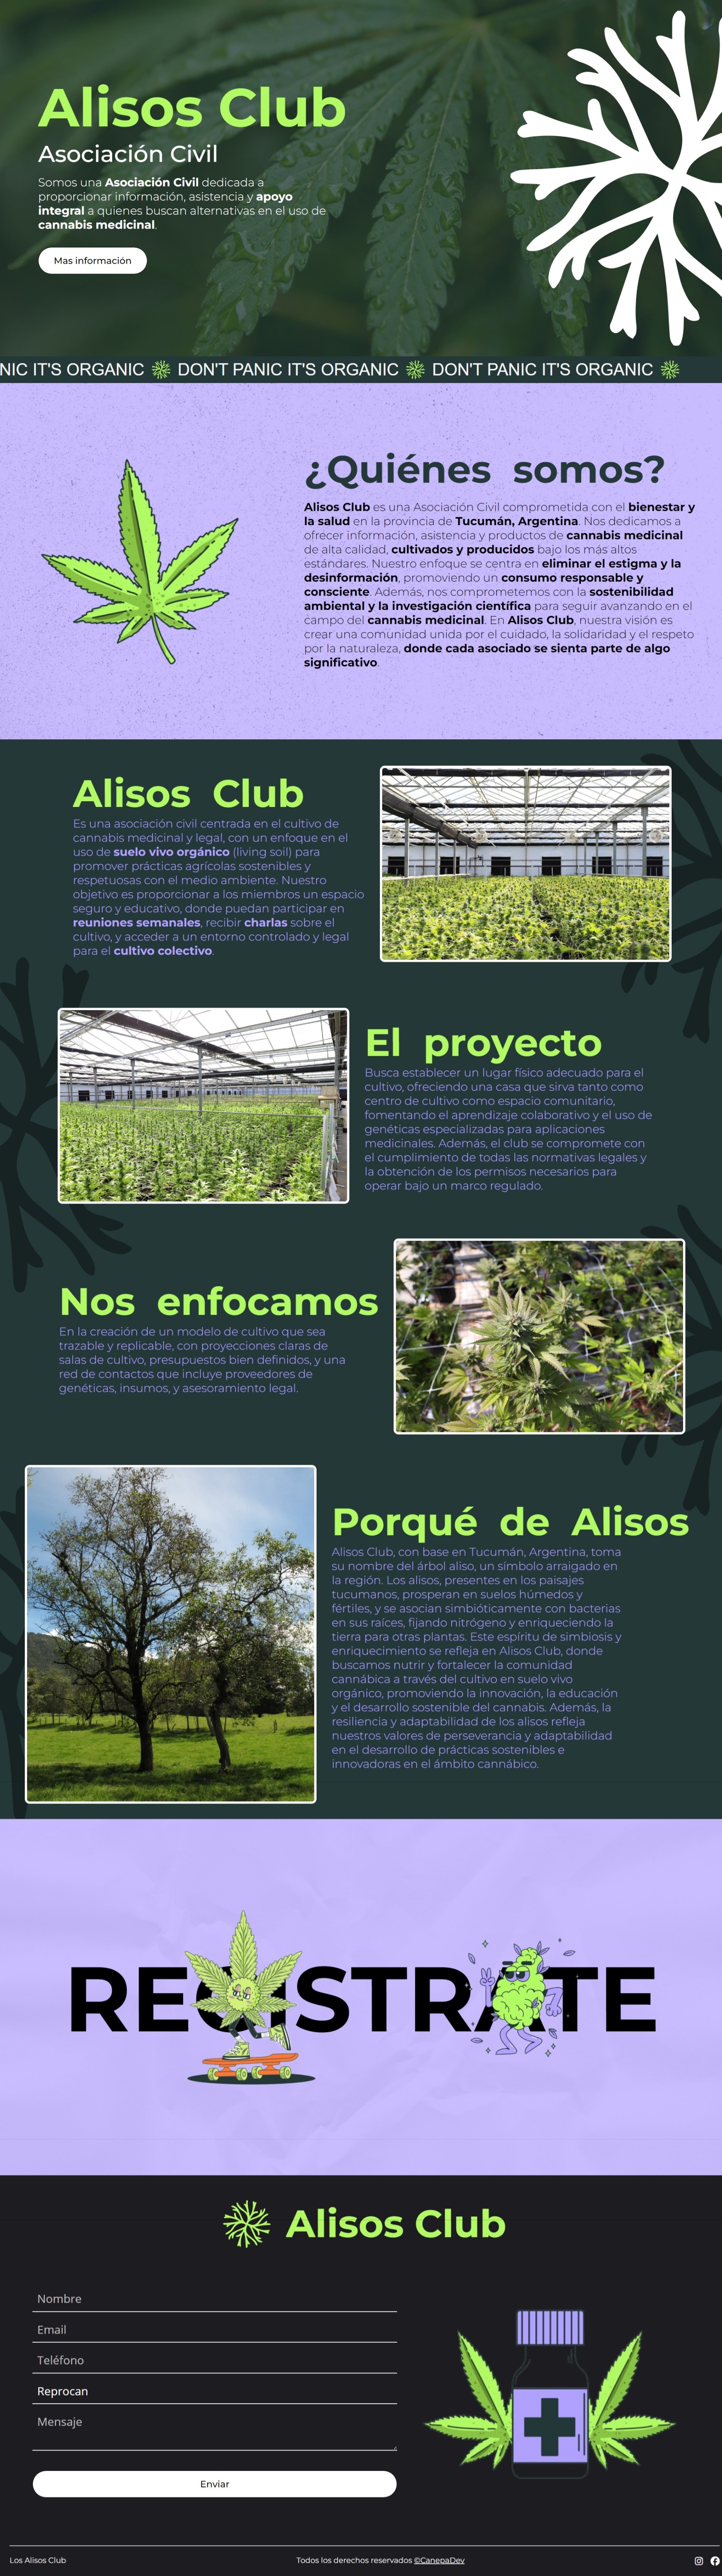 Alisos Club
Asociación Civil
Somos una Asociación Civil dedicada a
proporcionar información, asistencia y apoyo
integral a quienes buscan alternativas en el uso de
cannabis medicinal.
Mas información
NIC IT'S ORGANIC DON'T PANIC IT'S ORGANIC DON'T PANIC IT'S ORGANIC
¿Quiénes somos?
Alisos Club es una Asociación Civil comprometida con el bienestar y
la salud en la provincia de Tucumán, Argentina. Nos dedicamos a
ofrecer información, asistencia y productos de cannabis medicinal
de alta calidad, cultivados y producidos bajo los más altos
estándares. Nuestro enfoque se centra en eliminar el estigma y la
desinformación, promoviendo un consumo responsable y
consciente. Además, nos comprometemos con la sostenibilidad
ambiental y la investigación científica para seguir avanzando en el
campo del cannabis medicinal. En Alisos Club, nuestra visión es
crear una comunidad unida por el cuidado, la solidaridad y el respeto
por la naturaleza, donde cada asociado se sienta parte de algo
significativo.
Alisos Club
Es una asociación civil centrada en el cultivo de
cannabis medicinal y legal, con un enfoque en el
uso de suelo vivo orgánico (living soil) para
promover prácticas agrícolas sostenibles y
respetuosas con el medio ambiente. Nuestro
objetivo es proporcionar a los miembros un espacio
seguro y educativo, donde puedan participar en
reuniones semanales, recibir charlas sobre el
cultivo, y acceder a un entorno controlado y legal
para el cultivo colectivo.
El proyecto
Busca establecer un lugar físico adecuado para el
cultivo, ofreciendo una casa que sirva tanto como
centro de cultivo como espacio comunitario,
fomentando el aprendizaje colaborativo y el uso de
genéticas especializadas para aplicaciones
medicinales. Además, el club se compromete con
el cumplimiento de todas las normativas legales y
la obtención de los permisos necesarios para
operar bajo un marco regulado.
Nos enfocamos
En la creación de un modelo de cultivo que sea
trazable y replicable, con proyecciones claras de
salas de cultivo, presupuestos bien definidos, y una
red de contactos que incluye proveedores de
genéticas, insumos, y asesoramiento legal.
Porqué de Alisos
Alisos Club, con base en Tucumán, Argentina, toma
su nombre del árbol aliso, un símbolo arraigado en
la región. Los alisos, presentes en los paisajes
tucumanos, prosperan en suelos húmedos y
fértiles, y se asocian simbióticamente con bacterias
en sus raíces, fijando nitrógeno y enriqueciendo la
tierra para otras plantas. Este espíritu de simbiosis y
enriquecimiento se refleja en Alisos Club, donde
buscamos nutrir y fortalecer la comunidad
cannábica a través del cultivo en suelo vivo
orgánico, promoviendo la innovación, la educación
y el desarrollo sostenible del cannabis. Además, la
resiliencia y adaptabilidad de los alisos refleja
nuestros valores de perseverancia y adaptabilidad
en el desarrollo de prácticas sostenibles e
innovadoras en el ámbito cannábico.
REGISTRATE
Alisos Club
Nombre
Email
Teléfono
Reprocan
Mensaje
Enviar
Los Alisos Club
Todos los derechos reservados ©CanepaDev